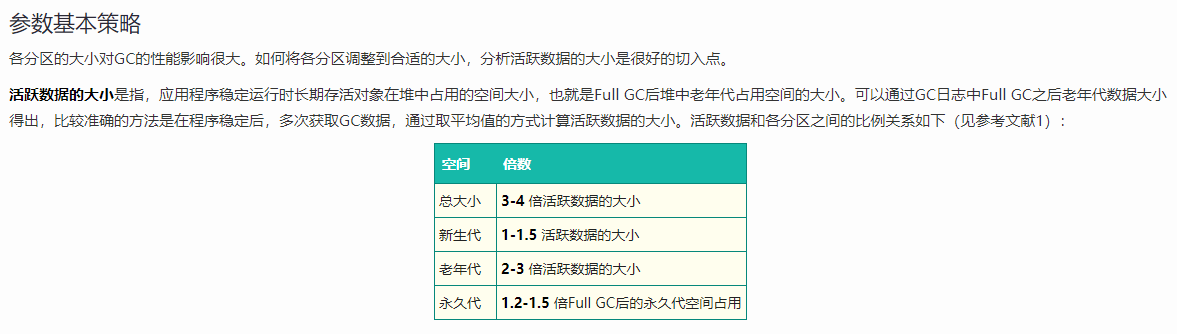 参数基本策略
各分区的大小对GC的性能影响很大。如何将各分区调整到合适的大小，分析活跃数据的大小是很好的切入点。
活跃数据的大小是指，应用程序稳定运行时长期存活对象在堆中占用的空间大小，也就是Full GC后堆中老年代占用空间的大小。可以通过GC日志中Full GC之后老年代数据大小
得出，比较准确的方法是在程序稳定后，多次获取GC数据，通过取平均值的方式计算活跃数据的大小。活跃数据和各分区之间的比例关系如下（见参考文献1）：
空间 倍数
总大小 3-4 倍活跃数据的大小
新生代 1-1.5 活跃数据的大小
老年代 2-3 倍活跃数据的大小
永久代 1.2-1.5 倍Full GC后的永久代空间占用